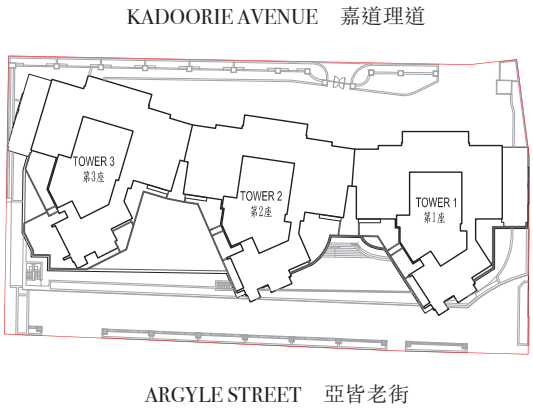 KADOORIE AVENUE 嘉道理道
TOWER 3
第3座
TOWER 2
第2座
TOWER 1
第1座
ARGYLE STREET 亞皆老街